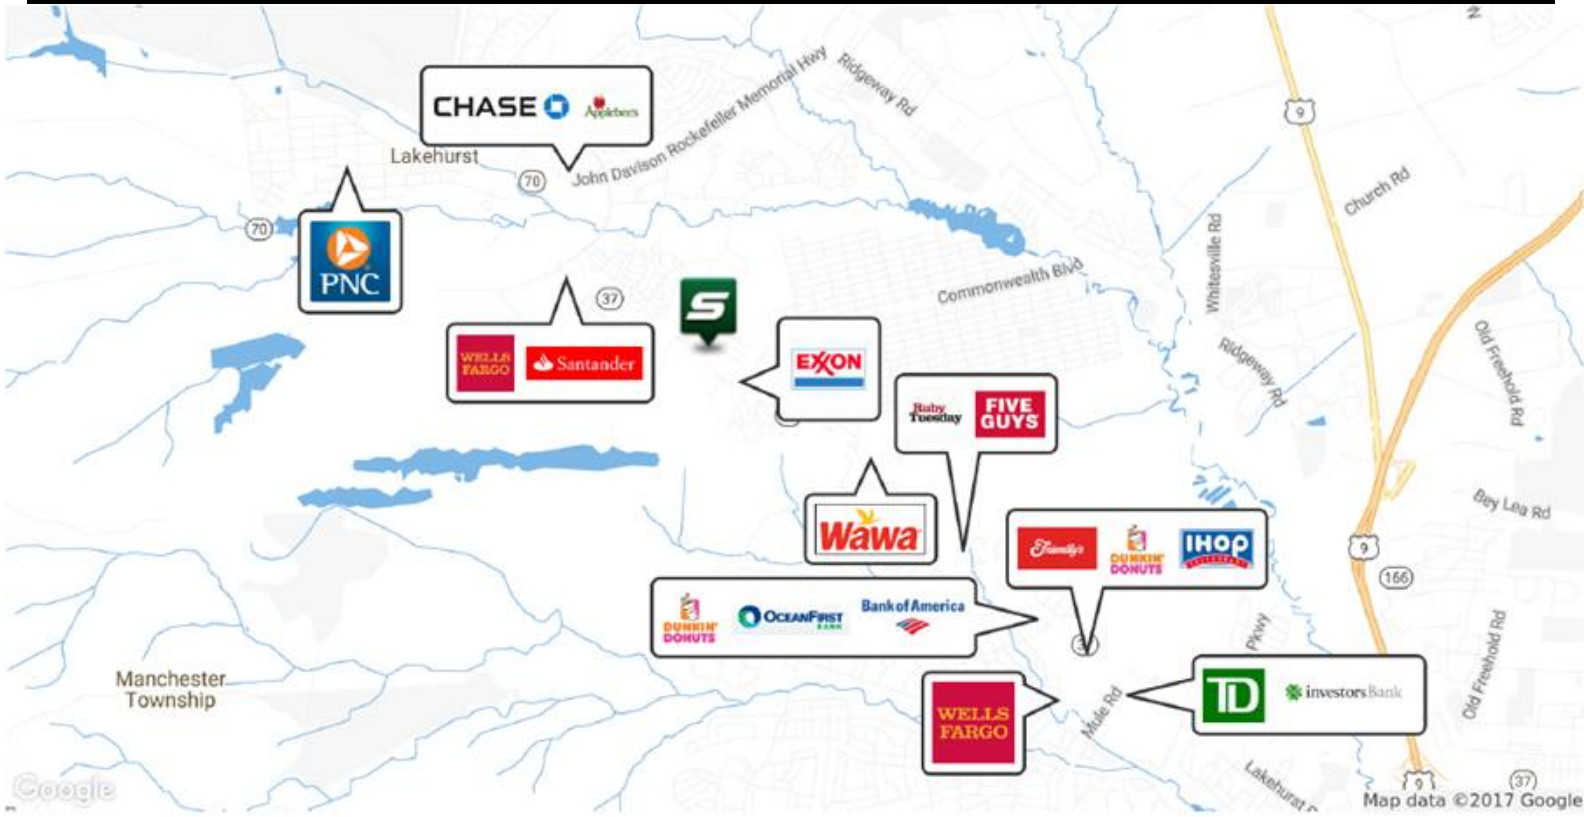 9
John Davison Rockefeller Memorial Hwy
Ridgeway Rd
CHASE
Applebee's
Lakehurst
70
Church Rd
70
PNC
Whitesville Rd
Commonwealth Blvd
37
S
WELLS
FARGO
Santander
EXXON
Ridgeway Rd
Old Freehold Rd
Ruby
Tuesday
FIVE
GUYS
Wawa
Bey Lea Rd
Friendly's
DUNKIN'
DONUTS
IHOP
RESTAURANT
9
166
DUNKIN'
DONUTS
OCEANFIRST
BANK
Bank of America
Pkwy
Old Freehold Rd
Manchester
Township
TD
investorsBank
WELLS
FARGO
Mule Rd
Lakehurst
9
37
Google
Map data ©2017 Google